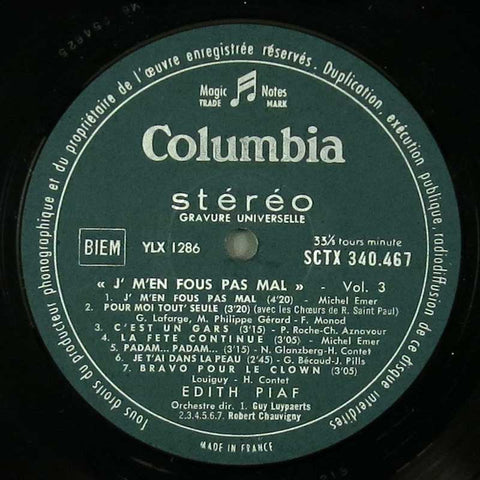 Tous droits du producteur phonographique et du propriétaire de l'œuvre enregistrée réservés. Duplication, exécution publique, radiodiffusion de ce disque interdites
Magic Notes
TRADE MARK
Columbia
stéréo
GRAVURE UNIVERSELLE
BIEM YLX 1286
33⅓ tours minute
SCTX 340.467
« J' M'EN FOUS PAS MAL » - Vol. 3
1. J' M'EN FOUS PAS MAL (4'20) - Michel Emer
2. POUR MOI TOUT' SEULE (3'20) (avec les Chœurs de R. Saint Paul)
G. Lafarge, M. Philippe Gérard - F. Monod
3. C'EST UN GARS (3'15) - P. Roche-Ch. Aznavour
4. LA FETE CONTINUE (3'05) - Michel Emer
5. PADAM... PADAM... (3'15) - N. Glanzberg-H. Contet
6. JE T'AI DANS LA PEAU (2'45) - G. Bécaud-J. Pills
7. BRAVO POUR LE CLOWN (3'05)
Louiguy - H. Contet
EDITH PIAF
Orchestre dir. 1. Guy Luypaerts
2.3.4.5.6.7. Robert Chauvigny
MADE IN FRANCE